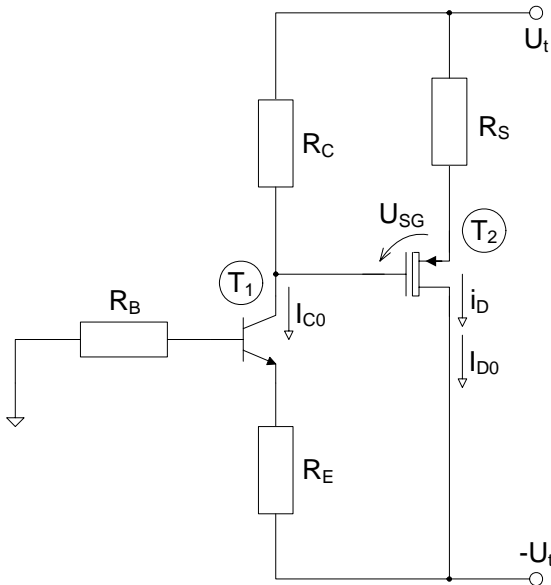 U_t
R_C
R_S
U_SG
T_2
T_1
I_C0
i_D
R_B
I_D0
R_E
-U_t